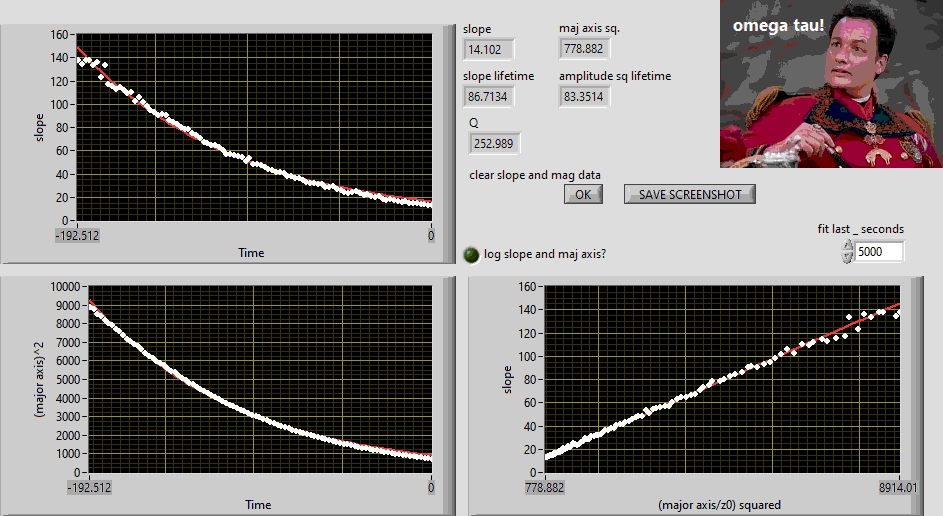 160
140
120
100
80
60
40
20
0
slope
-192.512
0
Time
slope
14.102
maj axis sq.
778.882
slope lifetime
86.7134
amplitude sq lifetime
83.3514
Q
252.989
omega tau!
clear slope and mag data
OK
SAVE SCREENSHOT
fit last _ seconds
5000
log slope and maj axis?
10000
9000
8000
7000
6000
5000
4000
3000
2000
1000
0
(major axis)^2
-192.512
0
Time
160
140
120
100
80
60
40
20
0
slope
778.882
8914.01
(major axis/z0) squared